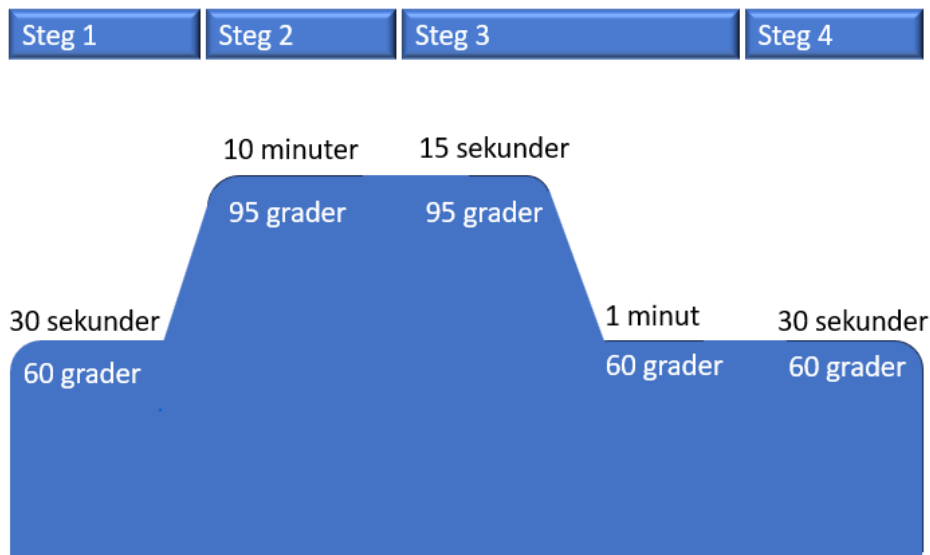 Steg 1
Steg 2
Steg 3
Steg 4
10 minuter
15 sekunder
95 grader
95 grader
30 sekunder
1 minut
30 sekunder
60 grader
60 grader
60 grader